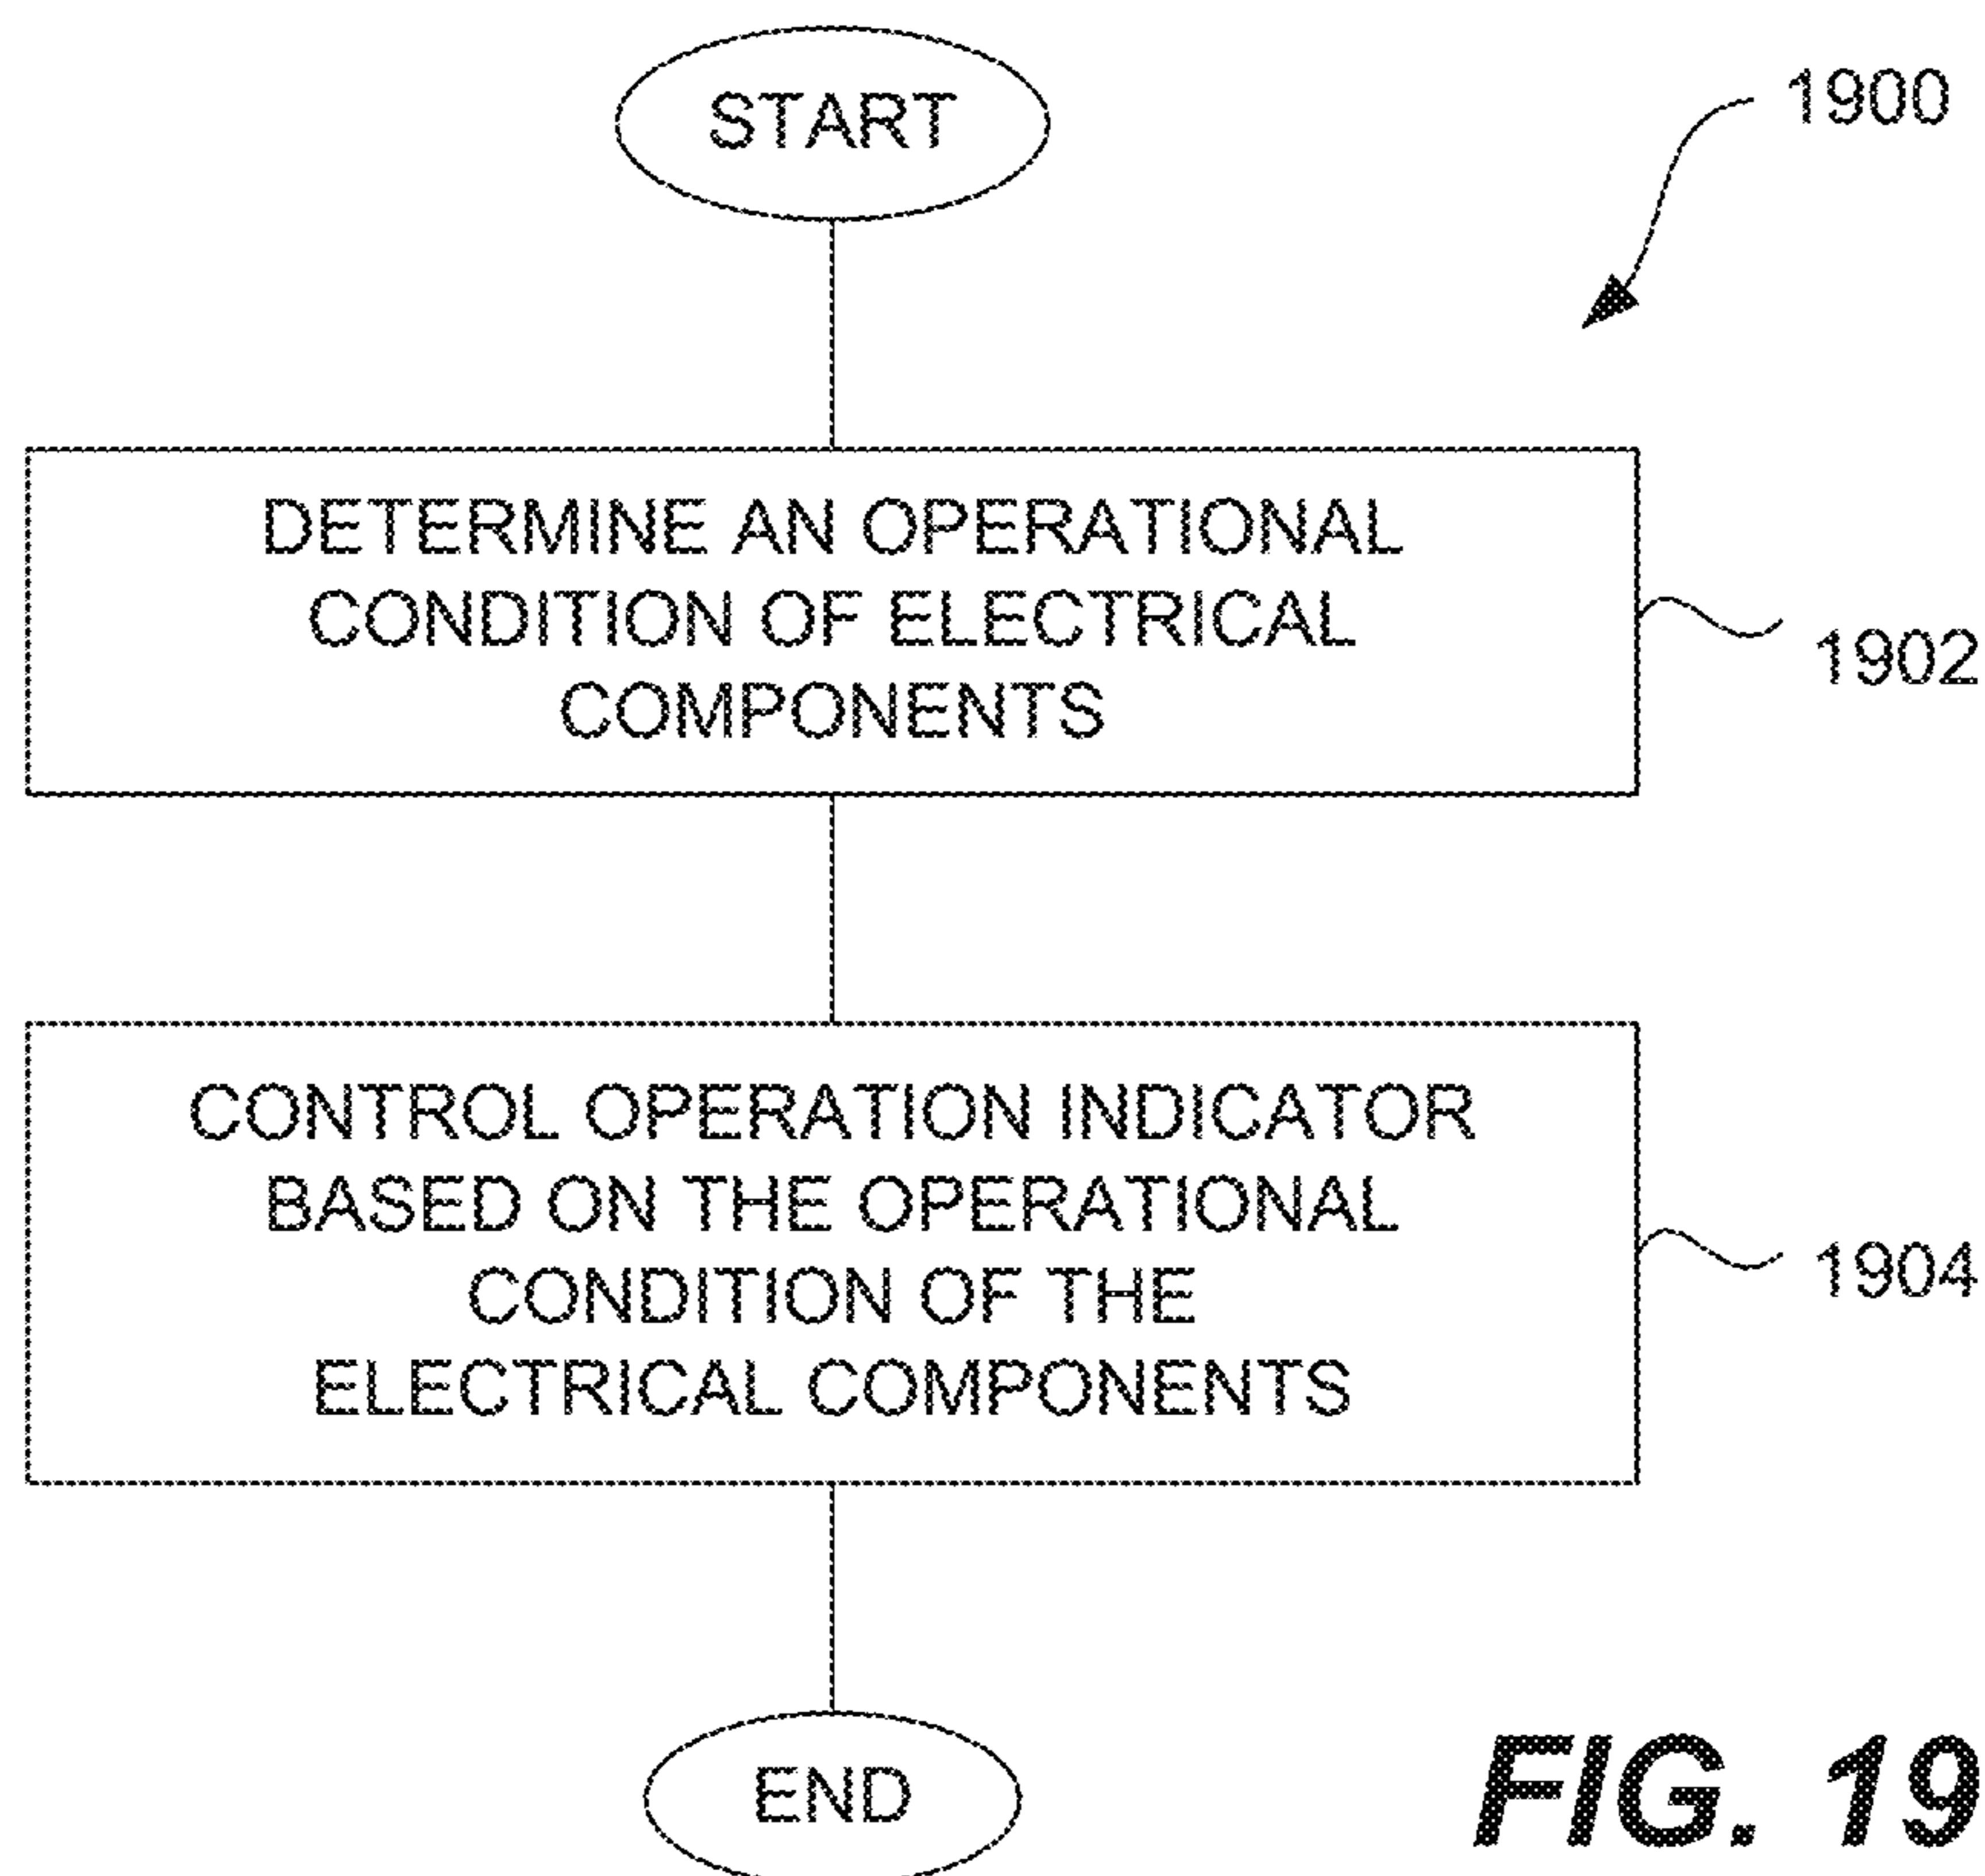 START
1900
DETERMINE AN OPERATIONAL
CONDITION OF ELECTRICAL
COMPONENTS
1902
CONTROL OPERATION INDICATOR
BASED ON THE OPERATIONAL
CONDITION OF THE
ELECTRICAL COMPONENTS
1904
END
FIG. 19